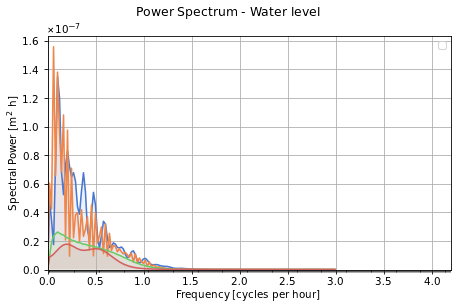 Power Spectrum - Water level
×10⁻⁷
1.6
1.4
1.2
1.0
0.8
0.6
0.4
0.2
0.0
Spectral Power [m² h]
0.0 0.5 1.0 1.5 2.0 2.5 3.0 3.5 4.0
Frequency [cycles per hour]